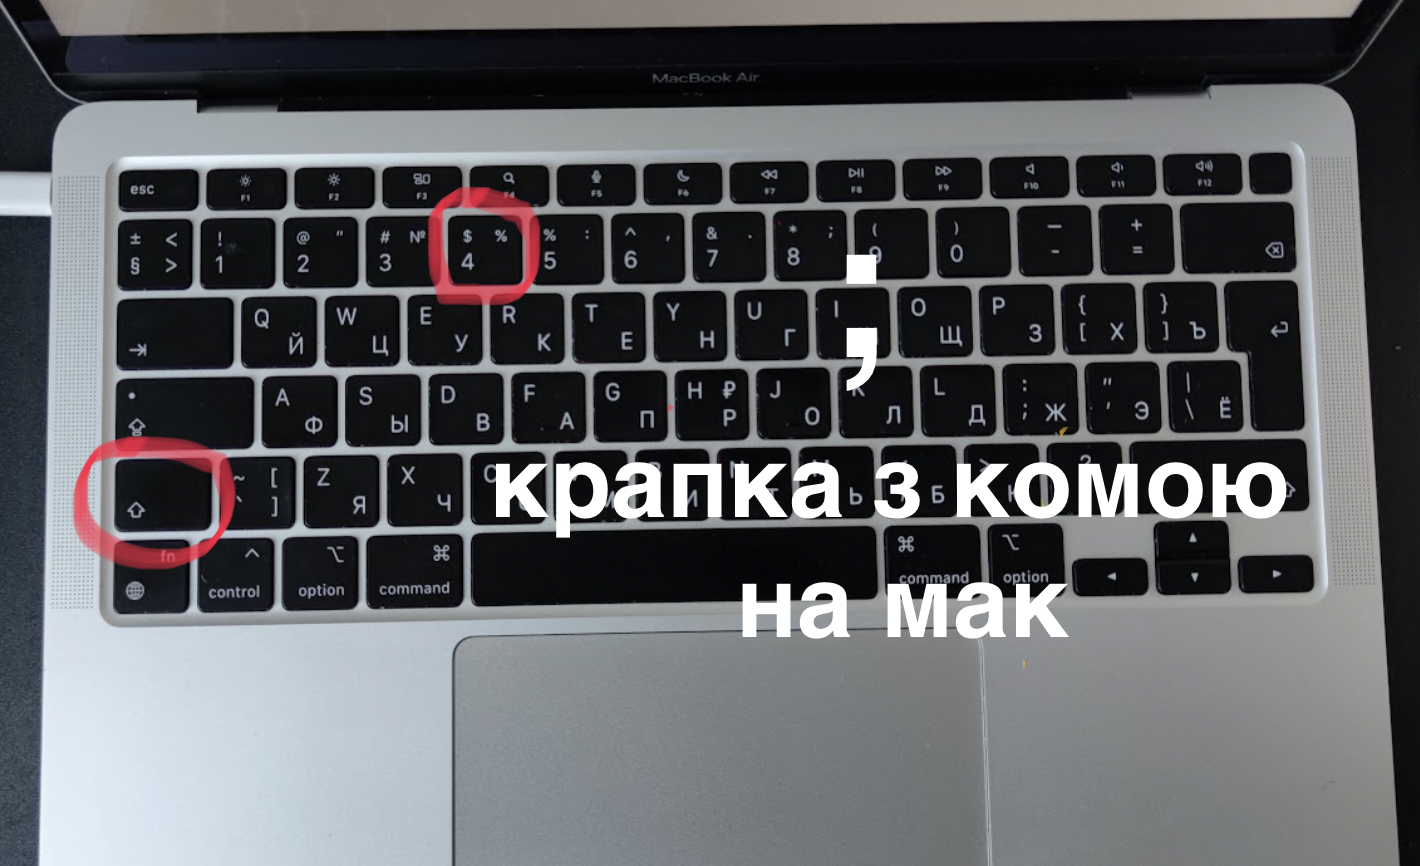 MacBook Air
esc F1 F2 F3 F4 F5 F6 F7 F8 F9 F10 F11 F12
± < ! @ " # № $ % % : ^ , & . * ; ( ) — +
§ > 1 2 3 4 5 6 7 8 9 0 - =
;
Q W E R T Y U I O P { }
Й Ц У К Е Н Г Щ З [ Х ] Ъ
A S D F G H ₽ J K L : " |
Ф Ы В А П Р О Л Д ; Ж ' Э \ Ё
~ [ Z X
` ] Я Ч Ь Б
крапка з комою
fn ^ ⌥ ⌘ ⌘ ⌥
control option command command option
на мак